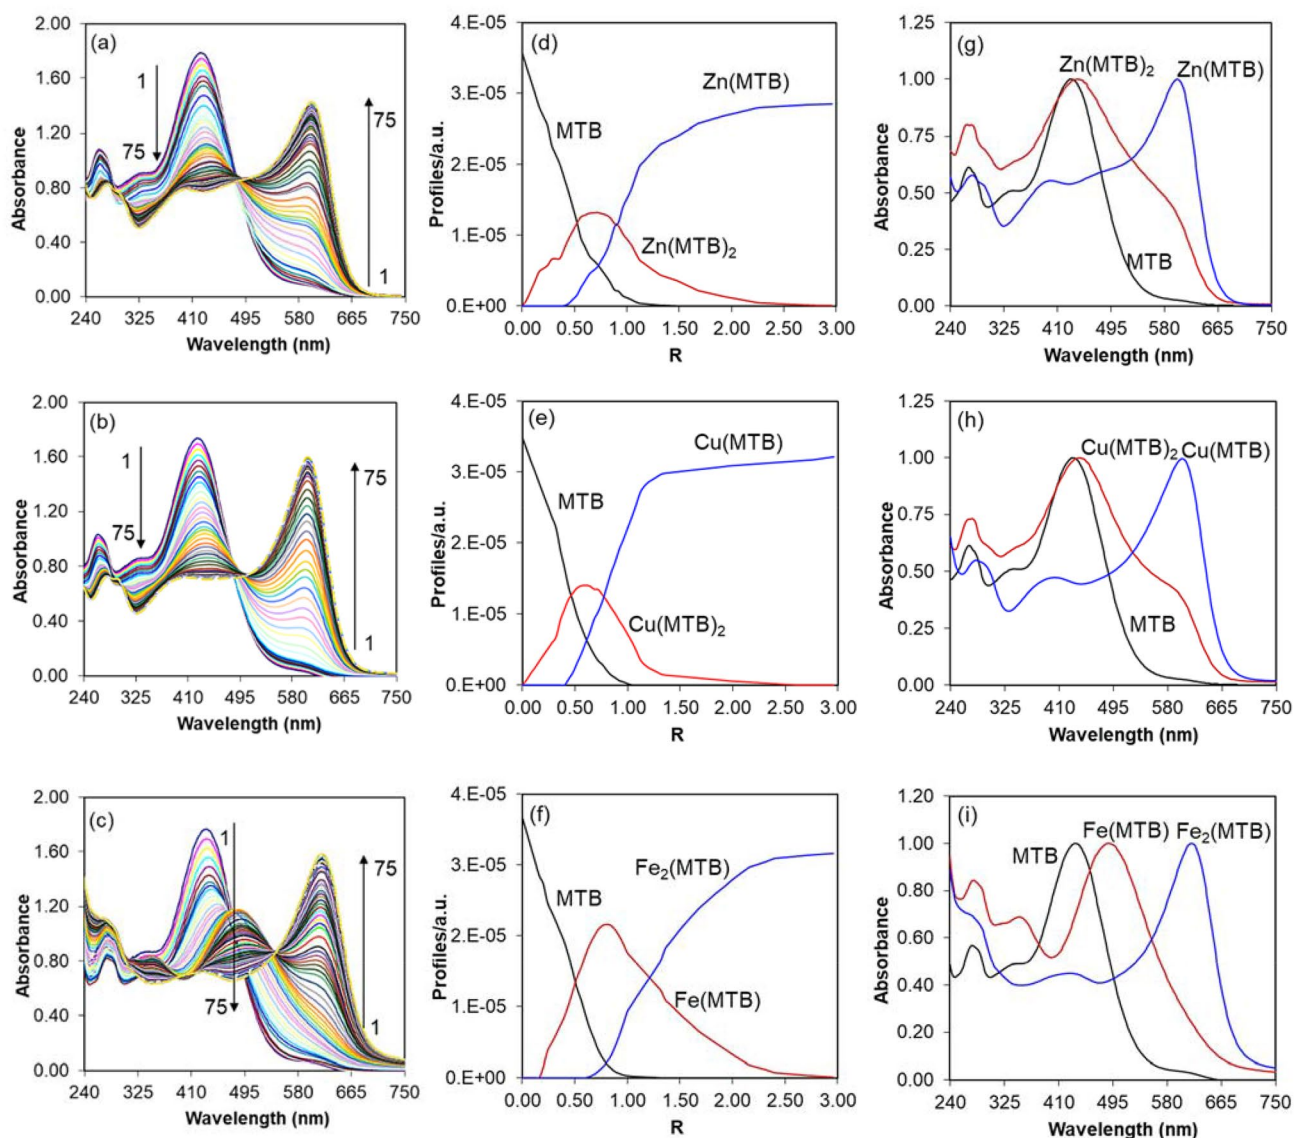 (a)
2.00
1.60
1.20
0.80
0.40
0.00
Absorbance
1
75
75
1
240 325 410 495 580 665 750
Wavelength (nm)
(d)
4.E-05
3.E-05
2.E-05
1.E-05
0.E+00
Profiles/a.u.
MTB
Zn(MTB)
Zn(MTB)2
0.00 0.50 1.00 1.50 2.00 2.50 3.00
R
(g)
1.25
1.00
0.75
0.50
0.25
0.00
Absorbance
Zn(MTB)2
Zn(MTB)
MTB
240 325 410 495 580 665 750
Wavelength (nm)
(b)
2.00
1.60
1.20
0.80
0.40
0.00
Absorbance
1
75
75
1
240 325 410 495 580 665 750
Wavelength (nm)
(e)
4.E-05
3.E-05
2.E-05
1.E-05
0.E+00
Profiles/a.u.
Cu(MTB)
MTB
Cu(MTB)2
0.00 0.50 1.00 1.50 2.00 2.50 3.00
R
(h)
1.25
1.00
0.75
0.50
0.25
0.00
Absorbance
Cu(MTB)2
Cu(MTB)
MTB
240 325 410 495 580 665 750
Wavelength (nm)
(c)
2.00
1.60
1.20
0.80
0.40
0.00
Absorbance
1
75
75
1
240 325 410 495 580 665 750
Wavelength (nm)
(f)
4.E-05
3.E-05
2.E-05
1.E-05
0.E+00
Profiles/a.u.
Fe2(MTB)
MTB
Fe(MTB)
0.00 0.50 1.00 1.50 2.00 2.50 3.00
R
(i)
1.20
1.00
0.80
0.60
0.40
0.20
0.00
Absorbance
MTB
Fe(MTB)
Fe2(MTB)
240 325 410 495 580 665 750
Wavelength (nm)